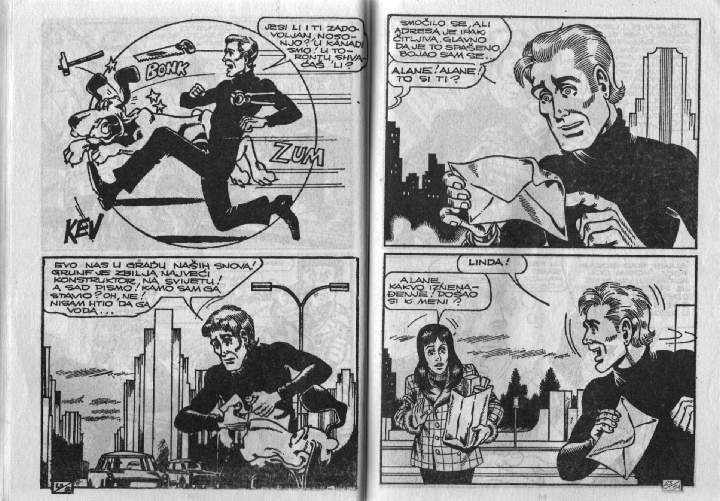 JESI LI I TI ZADO-
VOLJAN, NOSO-
NJO? U KANADI
SMO! U TO-
RONTU, SHVA-
ĆAŠ LI?
BONK
ZUM
KEV
EVO NAS U GRADU NAŠIH SNOVA!
GRUNF JE ZBILJA NAJVEĆI
KONSTRUKTOR NA SVIJETU!
A SAD PISMO! KAMO SAM GA
STAVIO? OH, NE!
NISAM HTIO DA GA
VODA...
SMOČILO SE, ALI
ADRESA JE IPAK
ČITLJIVA, GLAVNO
DA JE TO SPAŠENO.
BOJAO SAM SE...
ALANE! ALANE!
TO SI TI?
LINDA!
ALANE,
KAKVO IZNENA-
ĐENJE! DOŠAO
SI K MENI?